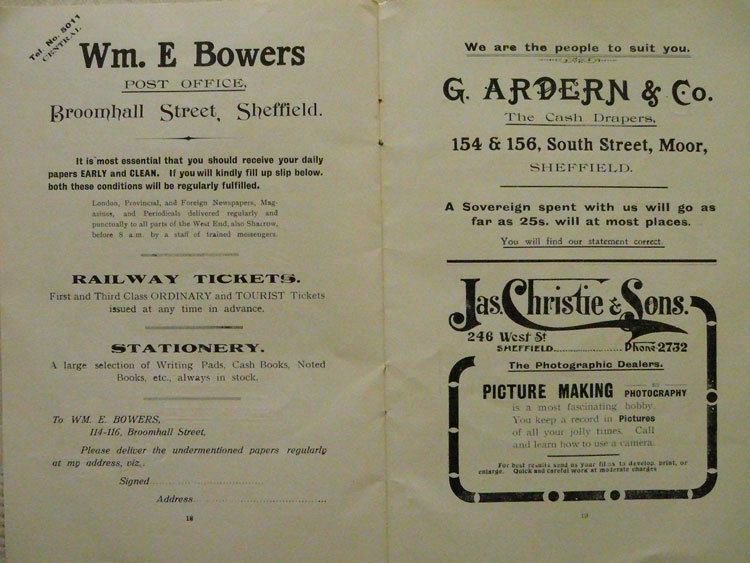 Tel. No. 5011
CENTRAL
Wm. E Bowers
POST OFFICE,
Broomhall Street, Sheffield.
It is most essential that you should receive your daily
papers EARLY and CLEAN. If you will kindly fill up slip below.
both these conditions will be regularly fulfilled.
London, Provincial, and Foreign Newspapers, Mag-
azines, and Periodicals delivered regularly and
punctually to all parts of the West End, also Sharrow,
before 8 a.m. by a staff of trained messengers.
RAILWAY TICKETS.
First and Third Class ORDINARY and TOURIST Tickets
issued at any time in advance.
STATIONERY.
A large selection of Writing Pads, Cash Books, Noted
Books, etc., always in stock.
To WM. E. BOWERS,
114-116, Broomhall Street,
Please deliver the undermentioned papers regularly
at my address, viz,.
Signed
Address
18
We are the people to suit you.
G. ARDERN & Co.
The Cash Drapers,
154 & 156, South Street, Moor,
SHEFFIELD.
A Sovereign spent with us will go as
far as 25s. will at most places.
You will find our statement correct.
Jas. Christie & Sons.
246 West St
SHEFFIELD Phone 2732
The Photographic Dealers.
PICTURE MAKING BY PHOTOGRAPHY
is a most fascinating hobby.
You keep a record in Pictures
of all your jolly times. Call
and learn how to use a camera.
For best results send us your films to develop, print, or
enlarge. Quick and careful work at moderate charges